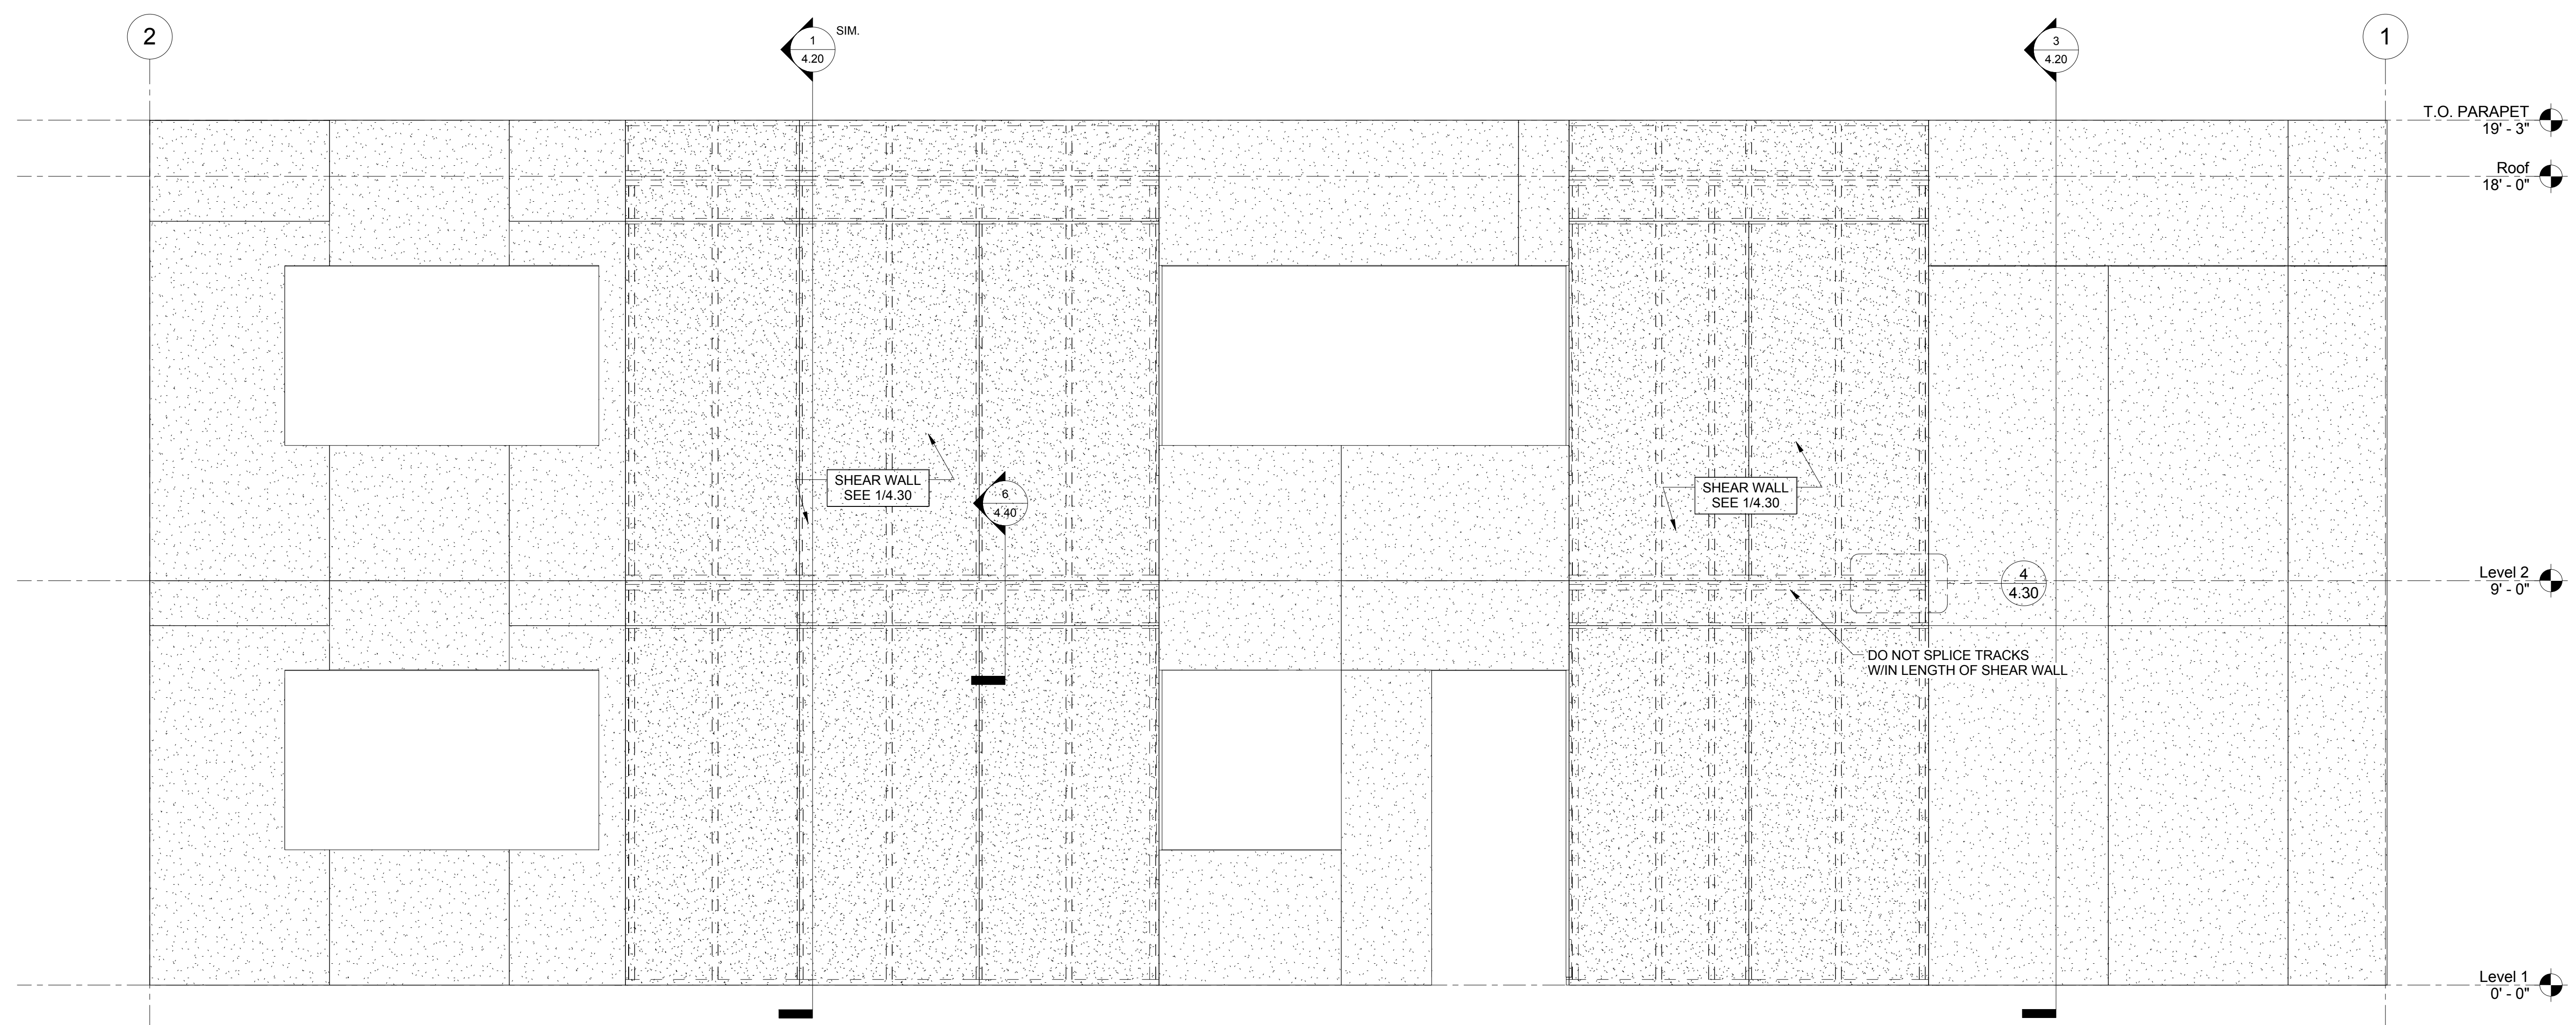 2
1
4.20
SIM.
3
4.20
1
T.O. PARAPET
19' - 3"
Roof
18' - 0"
SHEAR WALL
SEE 1/4.30
6
4.40
SHEAR WALL
SEE 1/4.30
4
4.30
Level 2
9' - 0"
DO NOT SPLICE TRACKS
W/IN LENGTH OF SHEAR WALL
Level 1
0' - 0"